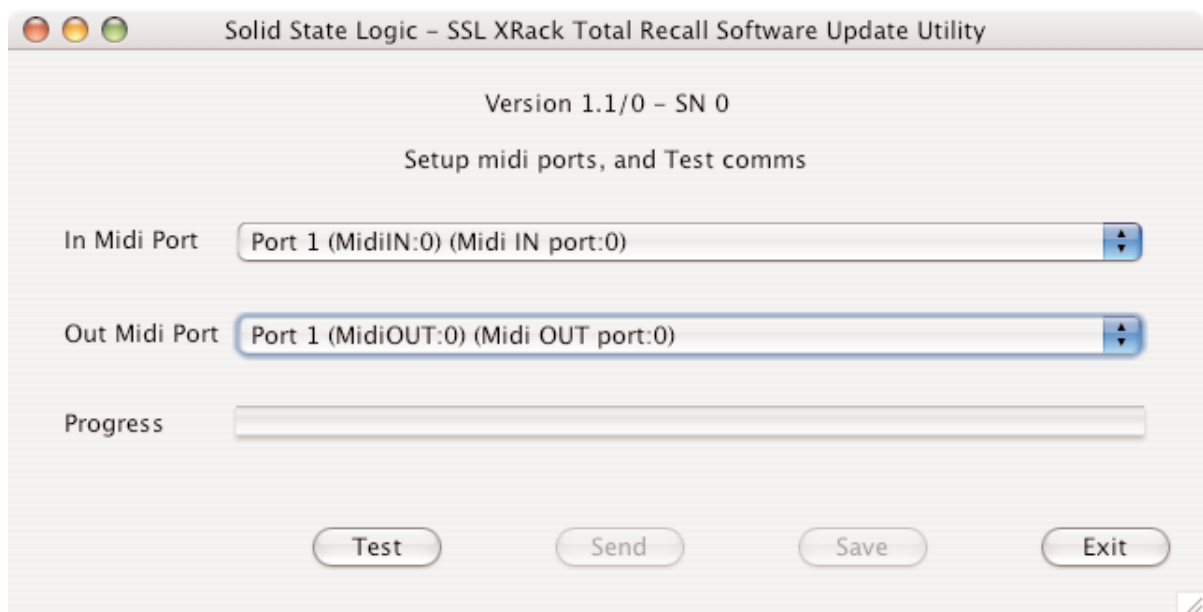 Solid State Logic – SSL XRack Total Recall Software Update Utility
Version 1.1/0 – SN 0
Setup midi ports, and Test comms
In Midi Port Port 1 (MidiIN:0) (Midi IN port:0)
Out Midi Port Port 1 (MidiOUT:0) (Midi OUT port:0)
Progress
Test Send Save Exit